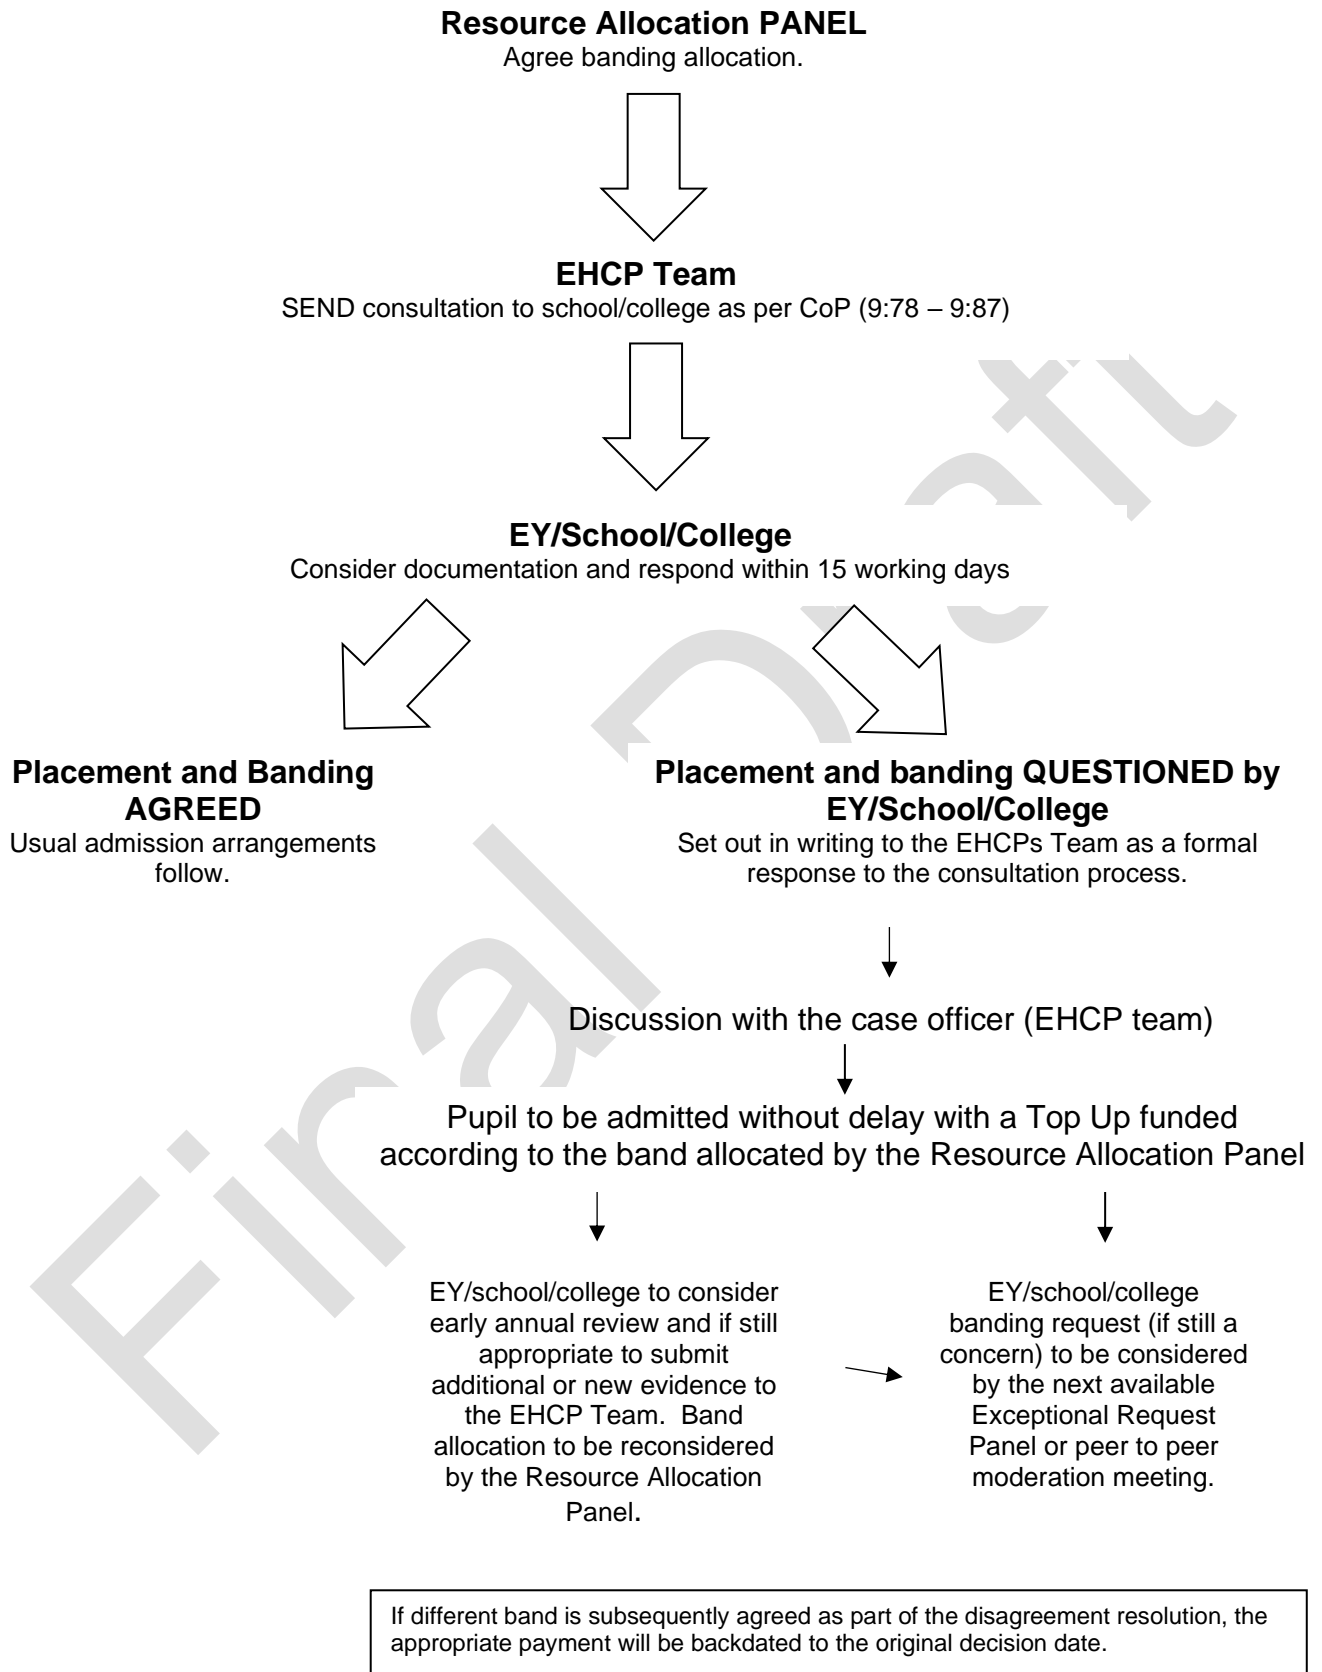 Resource Allocation PANEL
Agree banding allocation.
EHCP Team
SEND consultation to school/college as per CoP (9:78 – 9:87)
EY/School/College
Consider documentation and respond within 15 working days
Placement and Banding
AGREED
Usual admission arrangements
follow.
Placement and banding QUESTIONED by
EY/School/College
Set out in writing to the EHCPs Team as a formal
response to the consultation process.
Discussion with the case officer (EHCP team)
Pupil to be admitted without delay with a Top Up funded
according to the band allocated by the Resource Allocation Panel
EY/school/college to consider
early annual review and if still
appropriate to submit
additional or new evidence to
the EHCP Team.  Band
allocation to be reconsidered
by the Resource Allocation
Panel.
EY/school/college
banding request (if still a
concern) to be considered
by the next available
Exceptional Request
Panel or peer to peer
moderation meeting.
If different band is subsequently agreed as part of the disagreement resolution, the
appropriate payment will be backdated to the original decision date.
Final Draft